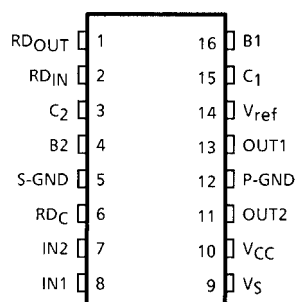 RDOUT 1 16 B1
RDIN 2 15 C1
C2 3 14 Vref
B2 4 13 OUT1
S-GND 5 12 P-GND
RDC 6 11 OUT2
IN2 7 10 VCC
IN1 8 9 VS